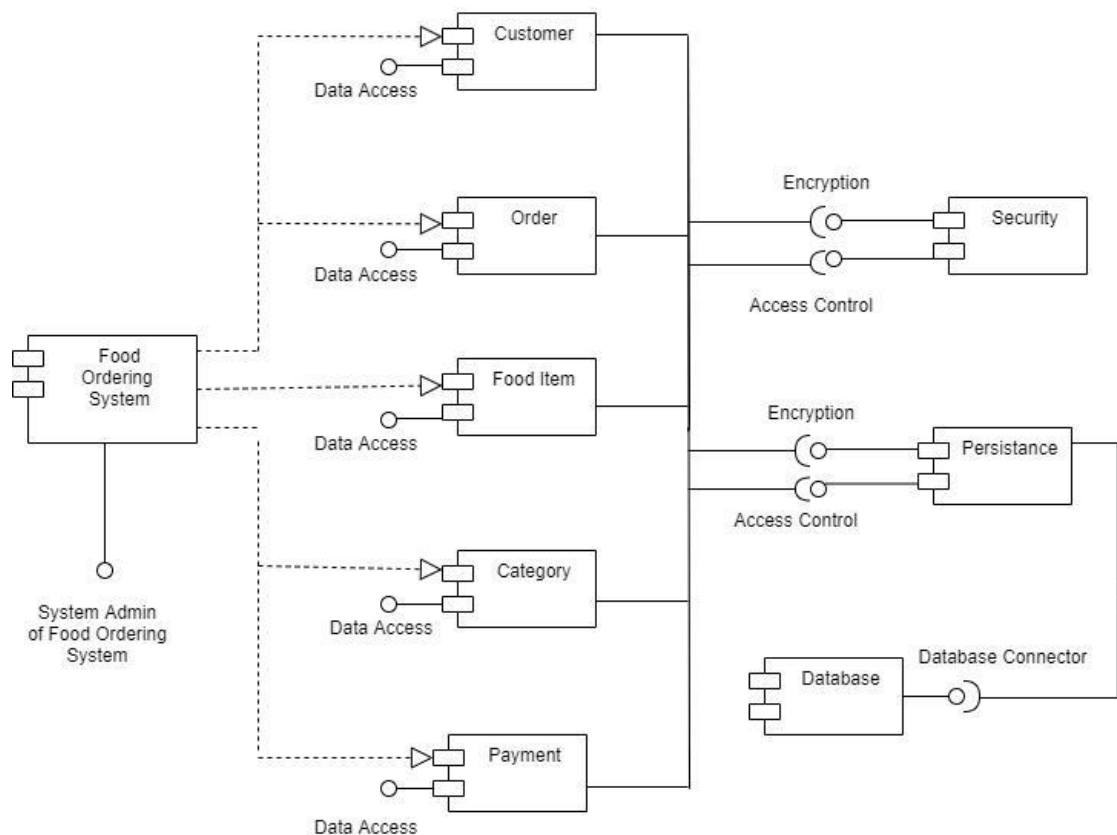 Customer
Data Access
Encryption
Order
Security
Data Access
Access Control
Food
Ordering
System
Food Item
Encryption
Data Access
Persistance
Access Control
Category
System Admin
of Food Ordering
System
Data Access
Database Connector
Database
Payment
Data Access